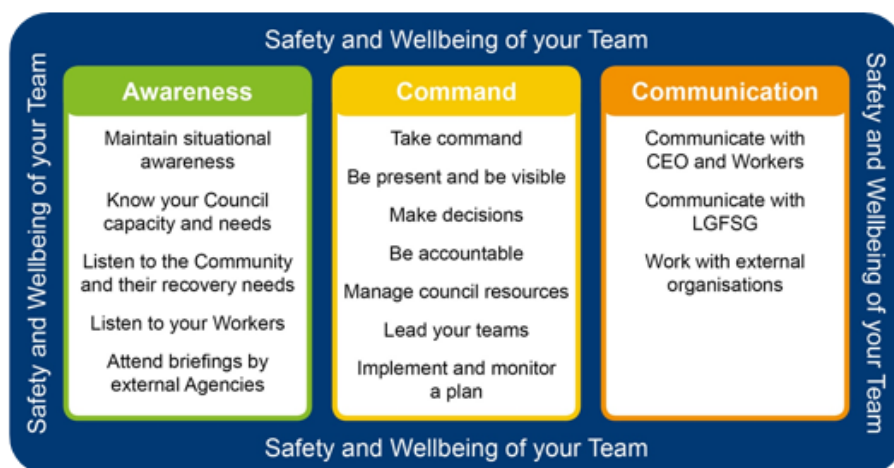 Safety and Wellbeing of your Team
Safety and Wellbeing of your Team
Awareness
Maintain situational
awareness
Know your Council
capacity and needs
Listen to the Community
and their recovery needs
Listen to your Workers
Attend briefings by
external Agencies
Command
Take command
Be present and be visible
Make decisions
Be accountable
Manage council resources
Lead your teams
Implement and monitor
a plan
Communication
Communicate with
CEO and Workers
Communicate with
LGFSG
Work with external
organisations
Safety and Wellbeing of your Team
Safety and Wellbeing of your Team